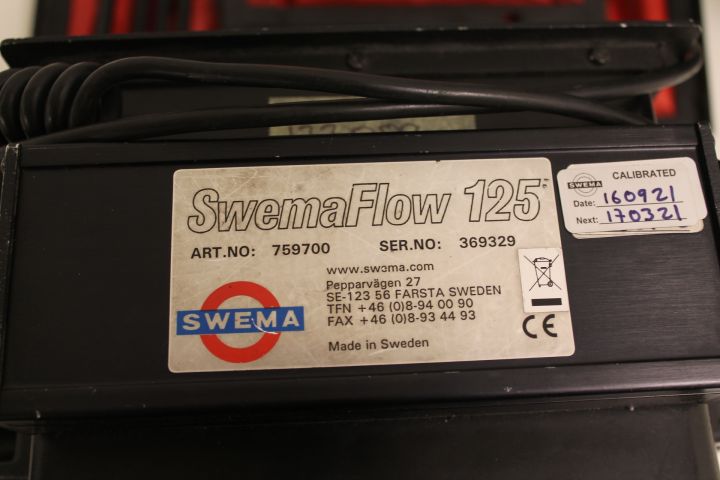 SwemaFlow 125
ART.NO: 759700 SER.NO: 369329
www.swema.com
Pepparvägen 27
SE-123 56 FARSTA SWEDEN
TFN +46 (0)8-94 00 90
FAX +46 (0)8-93 44 93
Made in Sweden
SWEMA
CE
SWEMA CALIBRATED
Date: 160921
Next: 170321